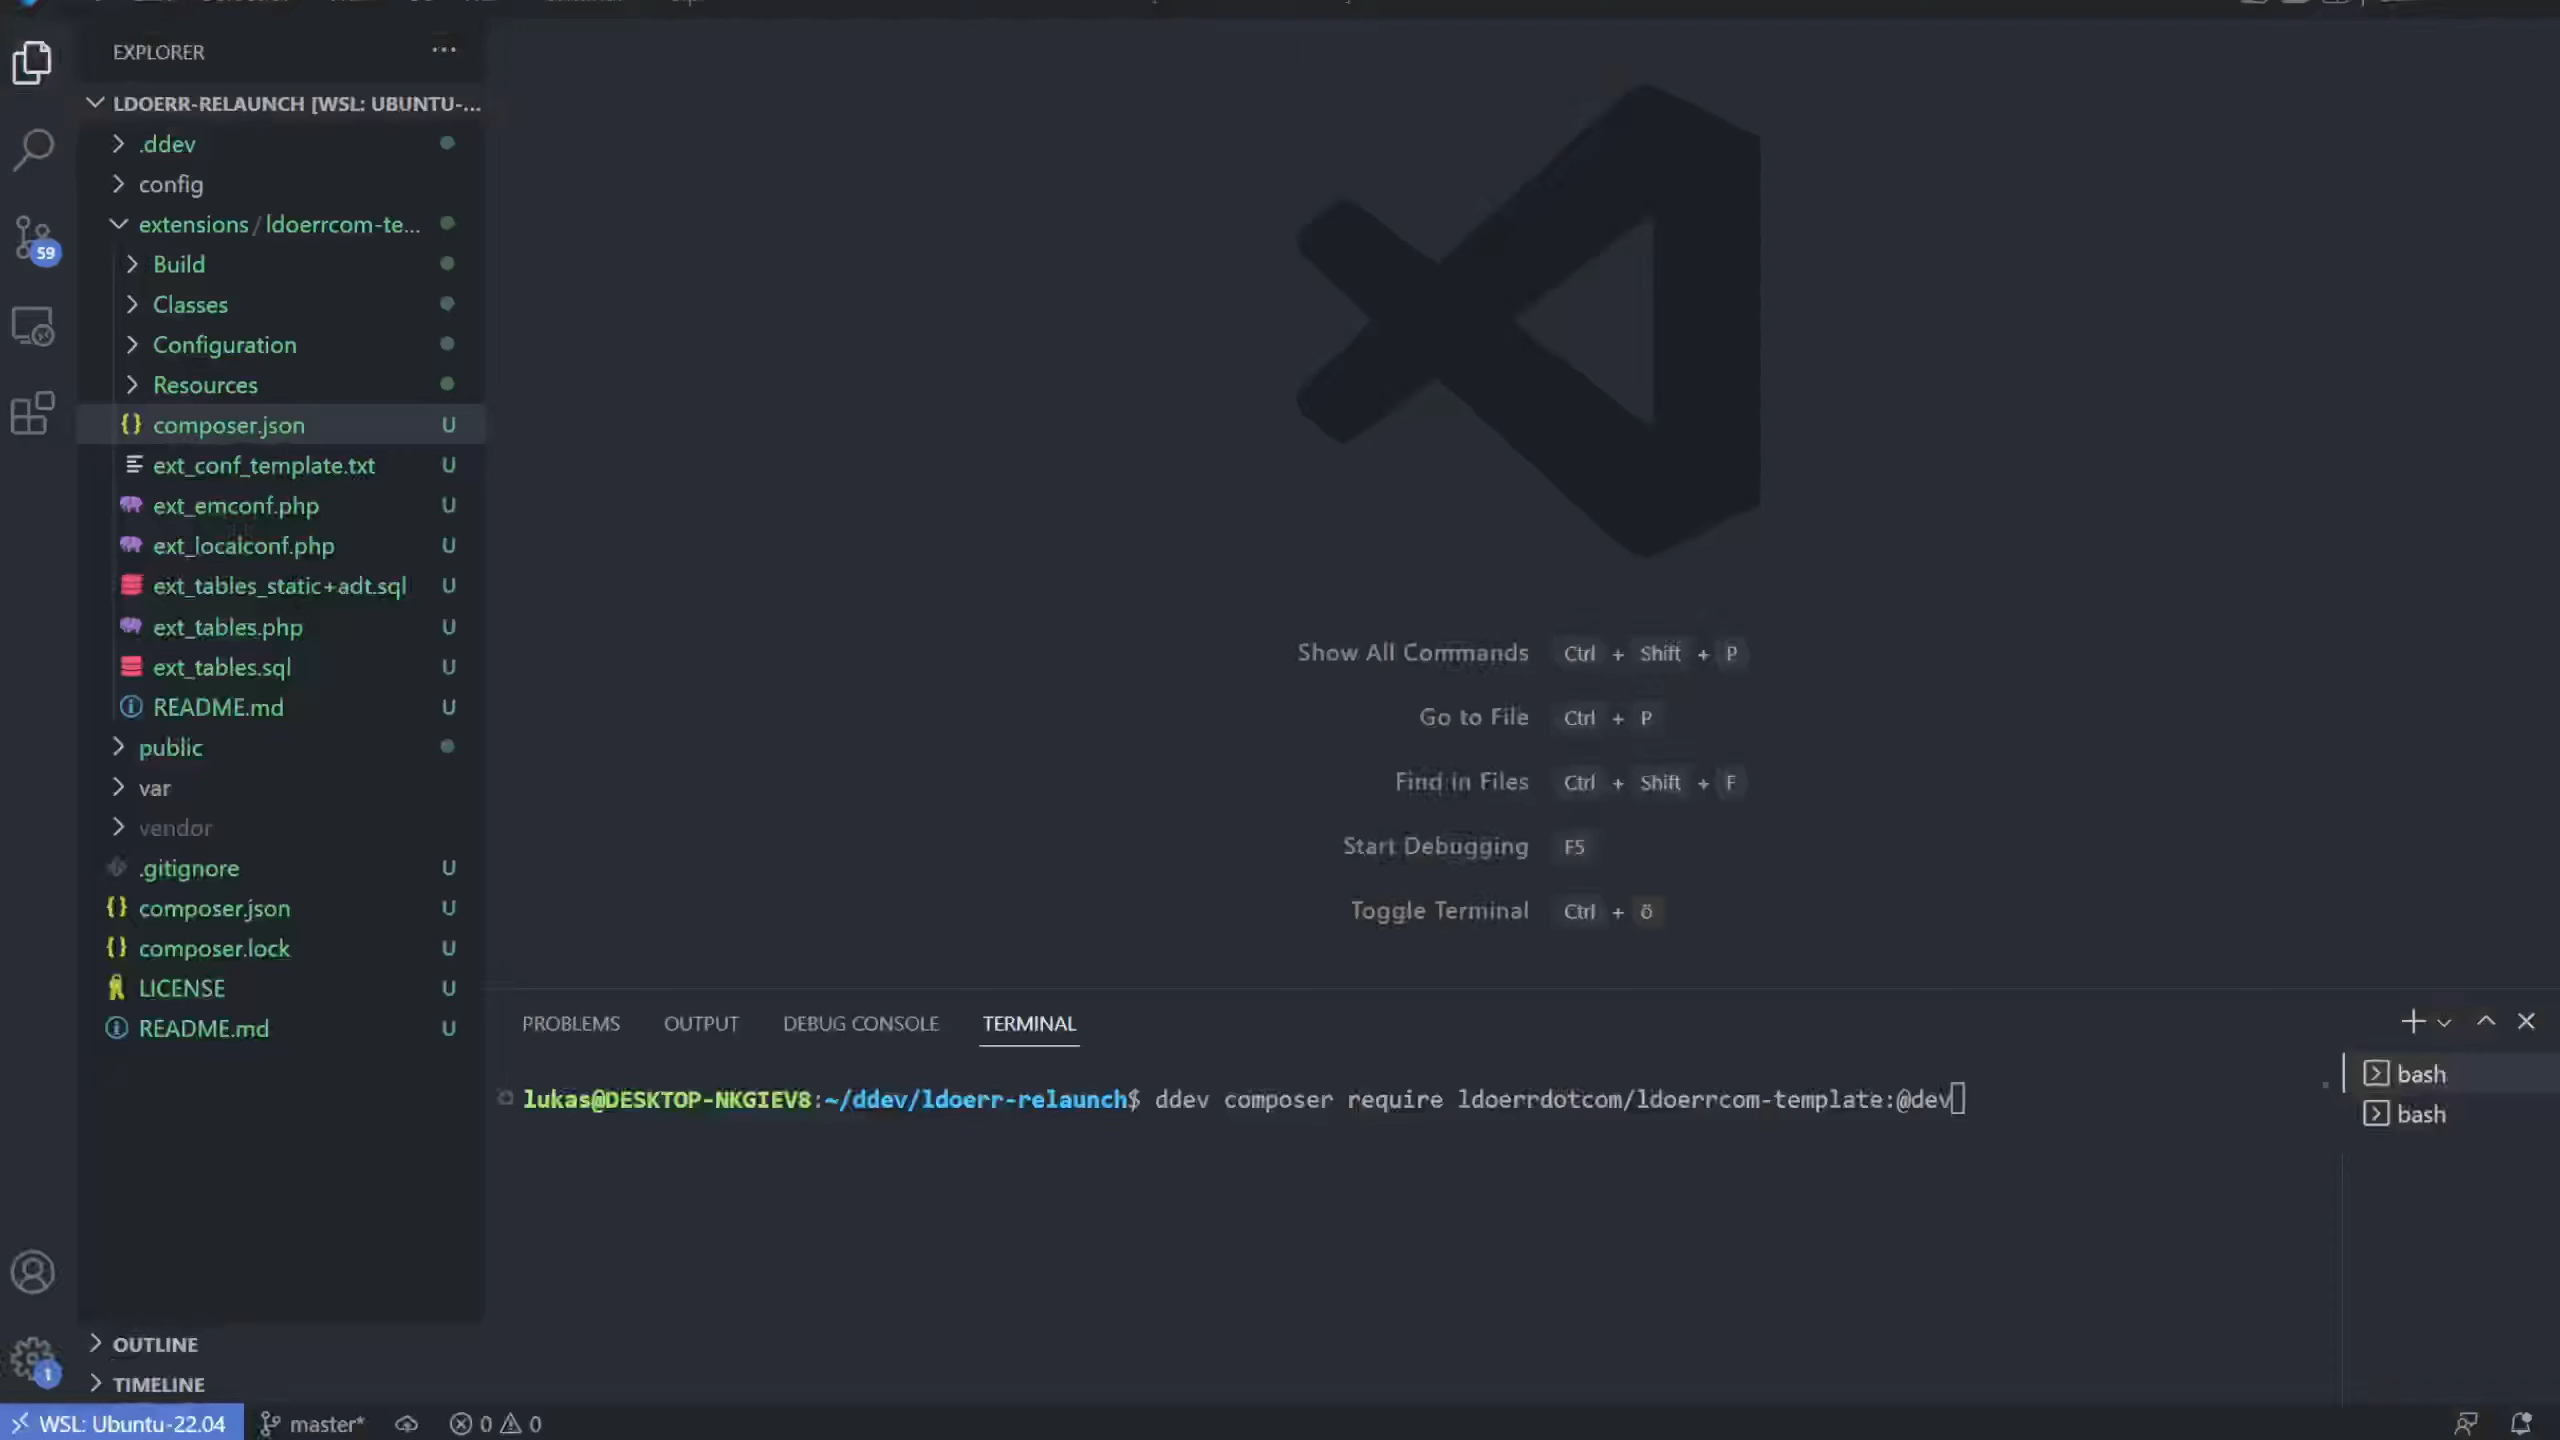 EXPLORER
LDOERR-RELAUNCH [WSL: UBUNTU-...
.ddev
config
extensions / ldoerrcom-te...
Build
Classes
Configuration
Resources
composer.json U
ext_conf_template.txt U
ext_emconf.php U
ext_localconf.php U
ext_tables_static+adt.sql U
ext_tables.php U
ext_tables.sql U
README.md U
public
var
vendor
.gitignore U
composer.json U
composer.lock U
LICENSE U
README.md U
OUTLINE
TIMELINE
59
1
Show All Commands Ctrl + Shift + P
Go to File Ctrl + P
Find in Files Ctrl + Shift + F
Start Debugging F5
Toggle Terminal Ctrl + ö
PROBLEMS OUTPUT DEBUG CONSOLE TERMINAL
lukas@DESKTOP-NKGIEV8:~/ddev/ldoerr-relaunch$ ddev composer require ldoerrdotcom/ldoerrcom-template:@dev
bash
bash
WSL: Ubuntu-22.04 master* 0 0